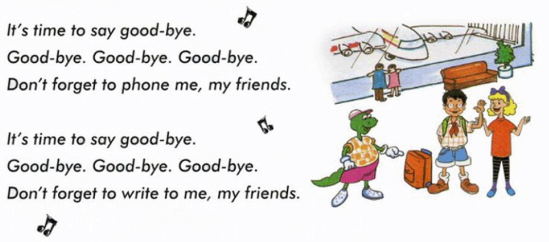 It's time to say good-bye.
Good-bye. Good-bye. Good-bye.
Don't forget to phone me, my friends.
It's time to say good-bye.
Good-bye. Good-bye. Good-bye.
Don't forget to write to me, my friends.